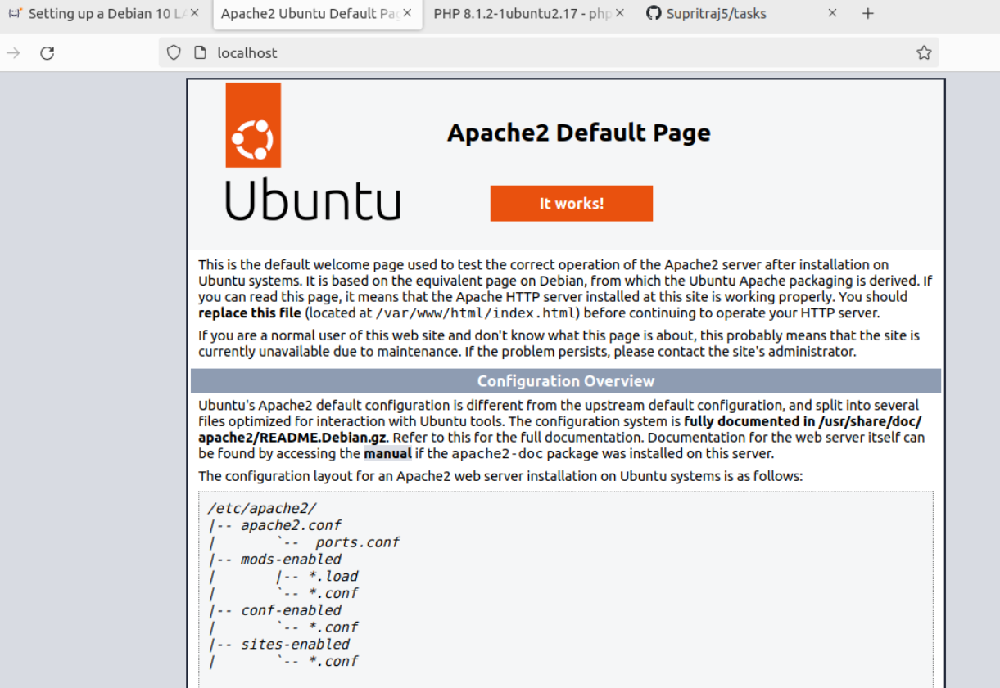 Setting up a Debian 10 LA
Apache2 Ubuntu Default Pag
PHP 8.1.2-1ubuntu2.17 - php
Supritraj5/tasks
localhost
Apache2 Default Page
Ubuntu
It works!
This is the default welcome page used to test the correct operation of the Apache2 server after installation on
Ubuntu systems. It is based on the equivalent page on Debian, from which the Ubuntu Apache packaging is derived. If
you can read this page, it means that the Apache HTTP server installed at this site is working properly. You should
replace this file (located at /var/www/html/index.html) before continuing to operate your HTTP server.
If you are a normal user of this web site and don't know what this page is about, this probably means that the site is
currently unavailable due to maintenance. If the problem persists, please contact the site's administrator.
Configuration Overview
Ubuntu's Apache2 default configuration is different from the upstream default configuration, and split into several
files optimized for interaction with Ubuntu tools. The configuration system is fully documented in /usr/share/doc/
apache2/README.Debian.gz. Refer to this for the full documentation. Documentation for the web server itself can
be found by accessing the manual if the apache2-doc package was installed on this server.
The configuration layout for an Apache2 web server installation on Ubuntu systems is as follows:
/etc/apache2/
|-- apache2.conf
|       `--  ports.conf
|-- mods-enabled
|       |-- *.load
|       `-- *.conf
|-- conf-enabled
|       `-- *.conf
|-- sites-enabled
|       `-- *.conf